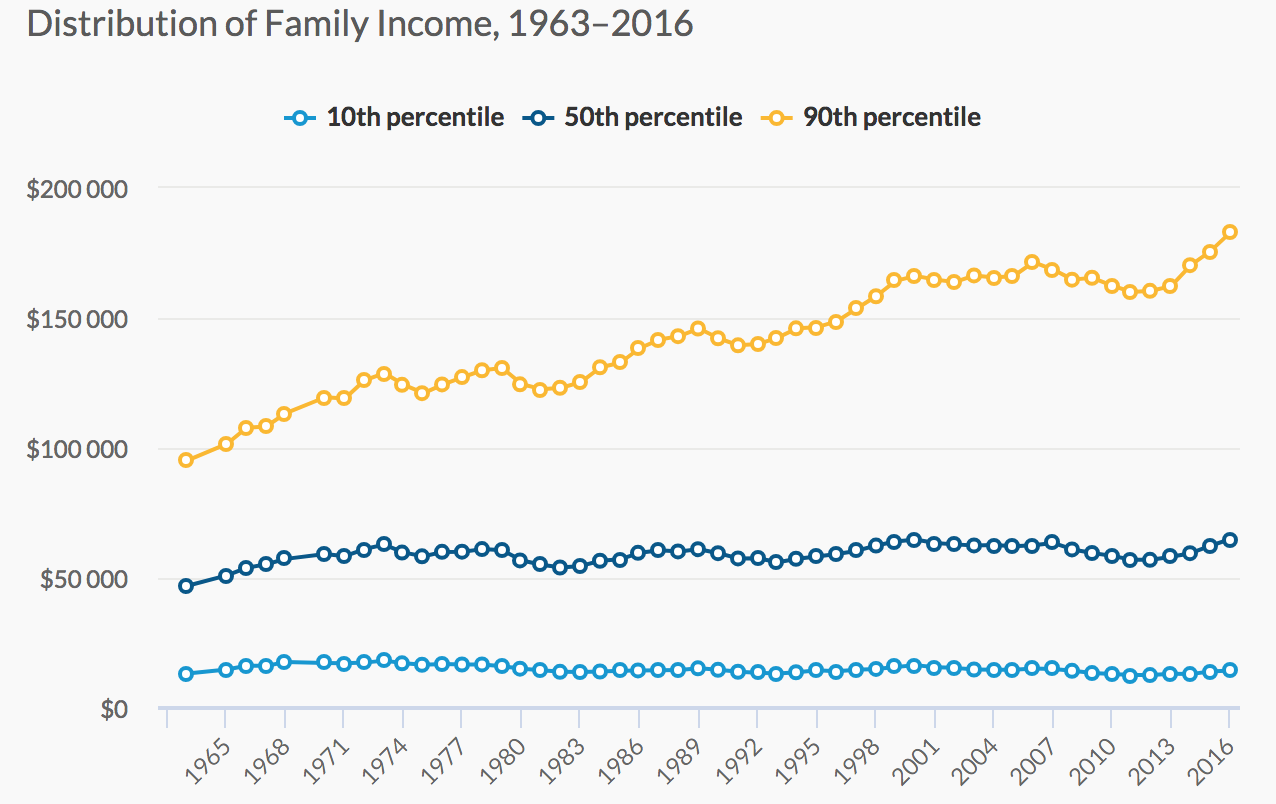 Distribution of Family Income, 1963–2016
10th percentile 50th percentile 90th percentile
$200 000
$150 000
$100 000
$50 000
$0
1965 1968 1971 1974 1977 1980 1983 1986 1989 1992 1995 1998 2001 2004 2007 2010 2013 2016